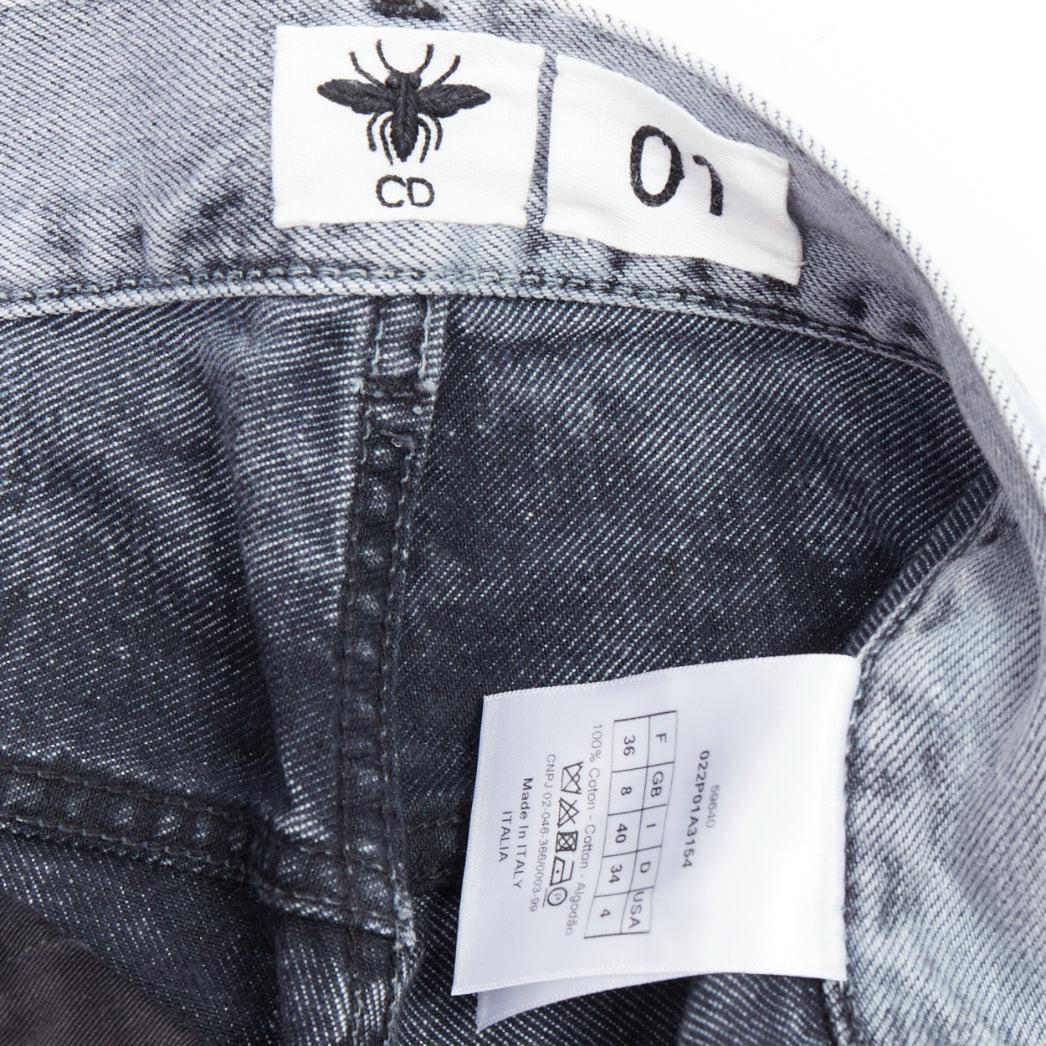 CD
01
59640
022P01A3154
F GB I D USA
36 8 40 34 4
100% Coton - Cotton - Algodão
CNPJ 02.046.366/0003-99
Made In ITALY
ITALIA